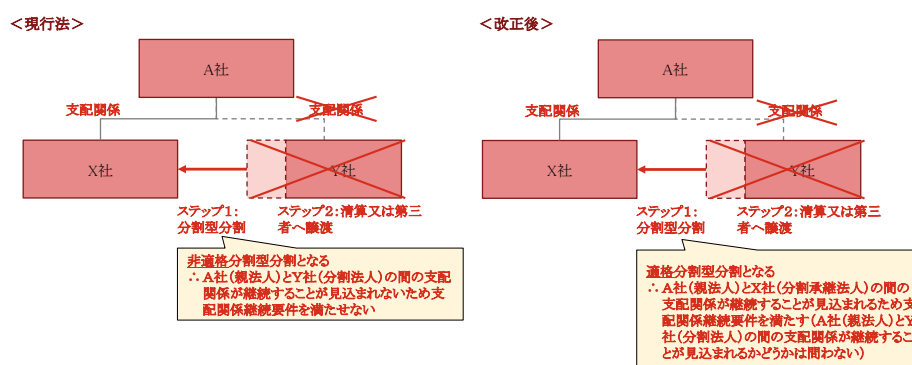 <現行法>
A社
支配関係
支配関係
X社
Y社
ステップ1:
分割型分割
ステップ2:清算又は第三
者へ譲渡
非適格分割型分割となる
∴A社(親法人)とY社(分割法人)の間の支配
関係が継続することが見込まれないため支
配関係継続要件を満たせない
<改正後>
A社
支配関係
支配関係
X社
Y社
ステップ1:
分割型分割
ステップ2:清算又は第三
者へ譲渡
適格分割型分割となる
∴A社(親法人)とX社(分割承継法人)の間の
支配関係が継続することが見込まれるため支
配関係継続要件を満たす(A社(親法人)とY
社(分割法人)の間の支配関係が継続するこ
とが見込まれるかどうかは問わない)